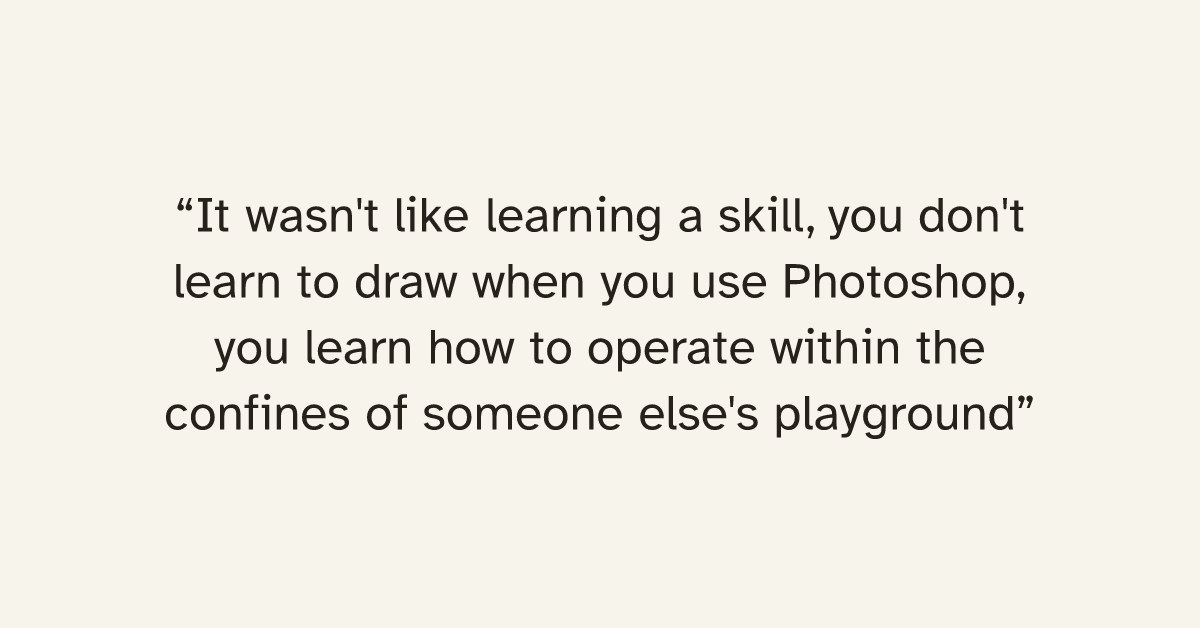 “It wasn't like learning a skill, you don't
learn to draw when you use Photoshop,
you learn how to operate within the
confines of someone else's playground”